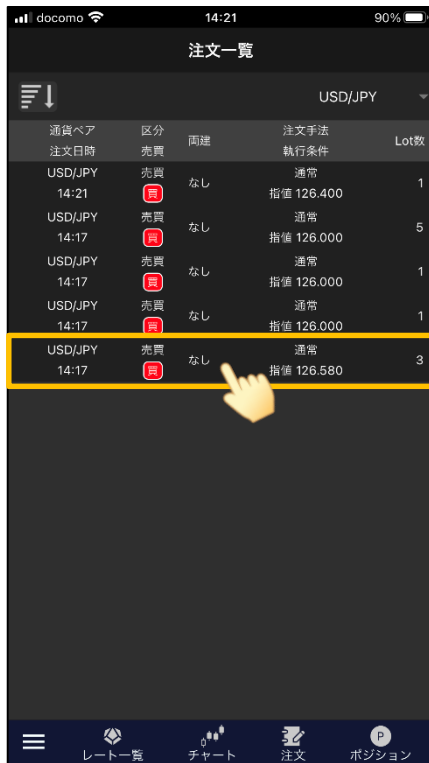 docomo 14:21 90%
注文一覧
USD/JPY
通貨ペア 区分 両建 注文手法 Lot数
注文日時 売買 執行条件
USD/JPY 売買 なし 通常 1
14:21 買 指値 126.400
USD/JPY 売買 なし 通常 5
14:17 買 指値 126.000
USD/JPY 売買 なし 通常 1
14:17 買 指値 126.000
USD/JPY 売買 なし 通常 1
14:17 買 指値 126.000
USD/JPY 売買 なし 通常 3
14:17 買 指値 126.580
P
レート一覧 チャート 注文 ポジション